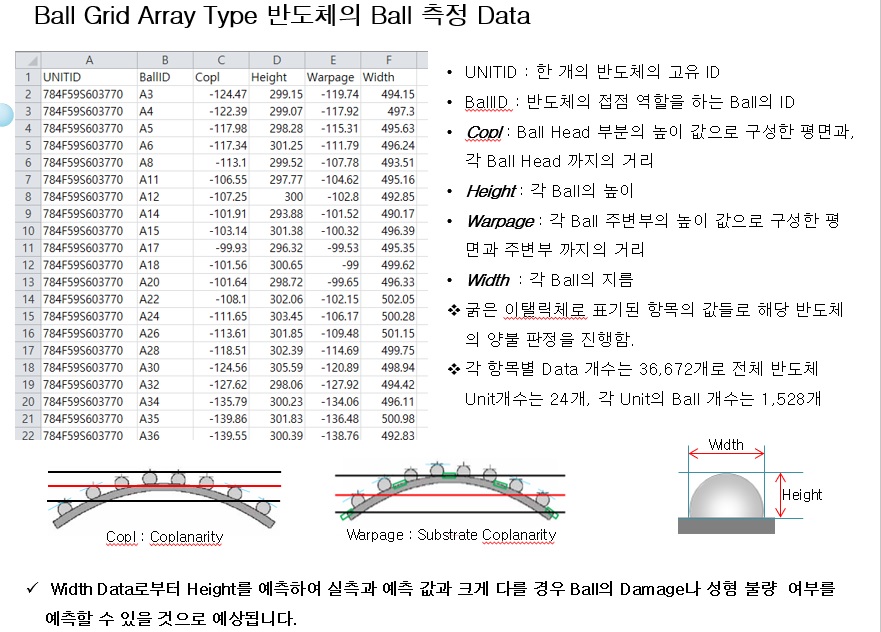 Ball Grid Array Type 반도체의 Ball 측정 Data
A B C D E F
1 UNITID BallID Copl Height Warpage Width
2 784F59S603770 A3 -124.47 299.15 -119.74 494.15
3 784F59S603770 A4 -122.39 299.07 -117.92 497.3
4 784F59S603770 A5 -117.98 298.28 -115.31 495.63
5 784F59S603770 A6 -117.34 301.25 -111.79 496.24
6 784F59S603770 A8 -113.1 299.52 -107.78 493.51
7 784F59S603770 A11 -106.55 297.77 -104.62 495.16
8 784F59S603770 A12 -107.25 300 -102.8 492.85
9 784F59S603770 A14 -101.91 293.88 -101.52 490.17
10 784F59S603770 A15 -103.14 301.38 -100.32 496.39
11 784F59S603770 A17 -99.93 296.32 -99.53 495.35
12 784F59S603770 A18 -101.56 300.65 -99 499.62
13 784F59S603770 A20 -101.64 298.72 -99.65 496.33
14 784F59S603770 A22 -108.1 302.06 -102.15 502.05
15 784F59S603770 A24 -111.65 303.45 -106.17 500.28
16 784F59S603770 A26 -113.61 301.85 -109.48 501.15
17 784F59S603770 A28 -118.51 302.39 -114.69 499.75
18 784F59S603770 A30 -124.56 305.59 -120.89 498.94
19 784F59S603770 A32 -127.62 298.06 -127.92 494.42
20 784F59S603770 A34 -135.79 300.23 -134.06 496.11
21 784F59S603770 A35 -139.86 301.83 -136.48 500.98
22 784F59S603770 A36 -139.55 300.39 -138.76 492.83
• UNITID : 한 개의 반도체의 고유 ID
• BallID : 반도체의 접점 역할을 하는 Ball의 ID
• Copl : Ball Head 부분의 높이 값으로 구성한 평면과,
각 Ball Head 까지의 거리
• Height : 각 Ball의 높이
• Warpage : 각 Ball 주변부의 높이 값으로 구성한 평
면과 주변부 까지의 거리
• Width : 각 Ball의 지름
❖ 굵은 이탤릭체로 표기된 항목의 값들로 해당 반도체
의 양불 판정을 진행함.
❖ 각 항목별 Data 개수는 36,672개로 전체 반도체
Unit개수는 24개, 각 Unit의 Ball 개수는 1,528개
Copl : Coplanarity
Warpage : Substrate Coplanarity
Width
Height
✓ Width Data로부터 Height를 예측하여 실측과 예측 값과 크게 다를 경우 Ball의 Damage나 성형 불량 여부를
예측할 수 있을 것으로 예상됩니다.